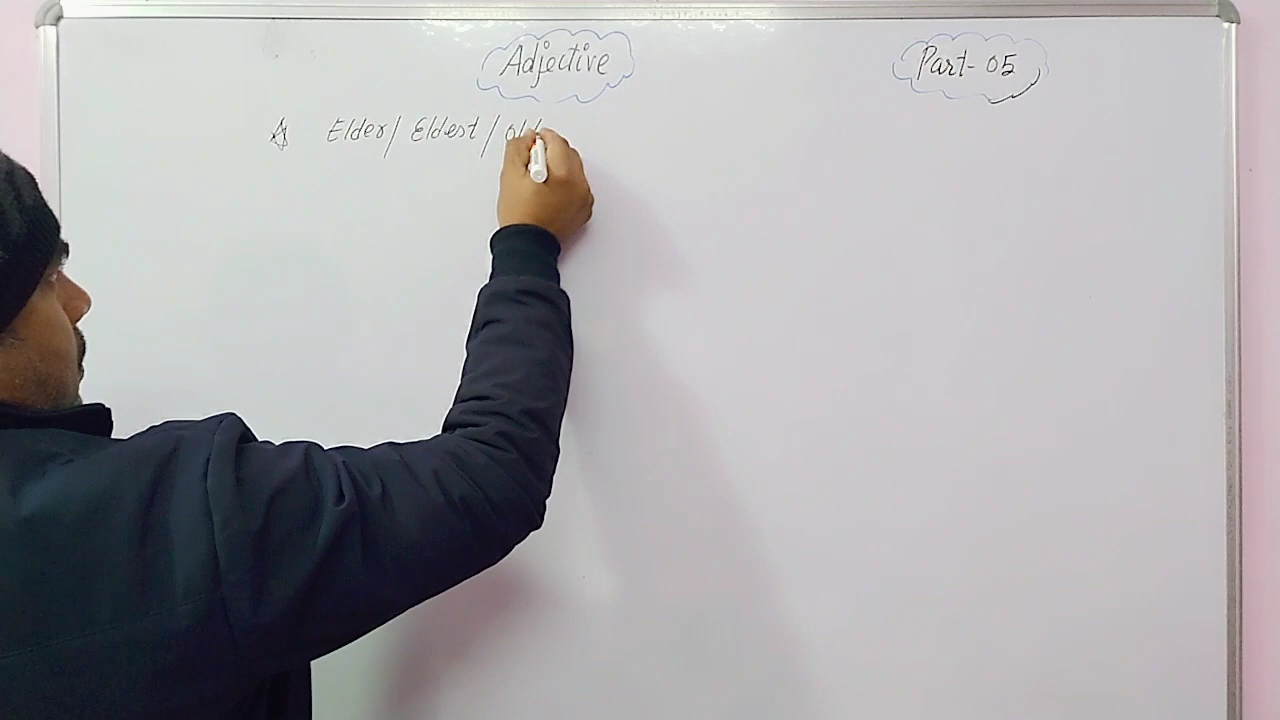 Adjective
Part- 05
☆ Elder/ Eldest /